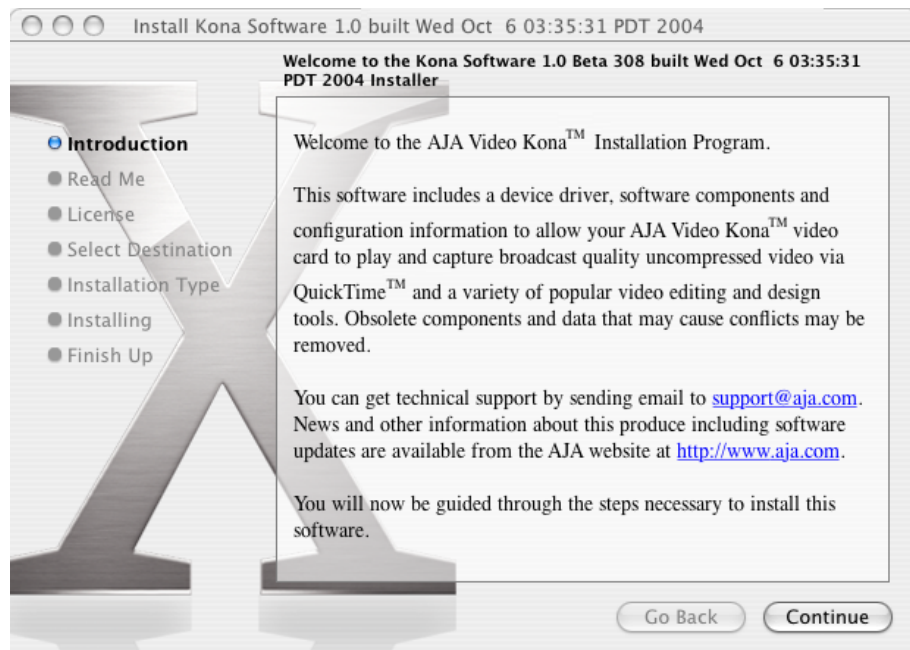 Install Kona Software 1.0 built Wed Oct  6 03:35:31 PDT 2004
Welcome to the Kona Software 1.0 Beta 308 built Wed Oct  6 03:35:31
PDT 2004 Installer
Introduction
Read Me
License
Select Destination
Installation Type
Installing
Finish Up
Welcome to the AJA Video Kona™ Installation Program.
This software includes a device driver, software components and
configuration information to allow your AJA Video Kona™ video
card to play and capture broadcast quality uncompressed video via
QuickTime™ and a variety of popular video editing and design
tools. Obsolete components and data that may cause conflicts may be
removed.
You can get technical support by sending email to support@aja.com.
News and other information about this produce including software
updates are available from the AJA website at http://www.aja.com.
You will now be guided through the steps necessary to install this
software.
Go Back
Continue